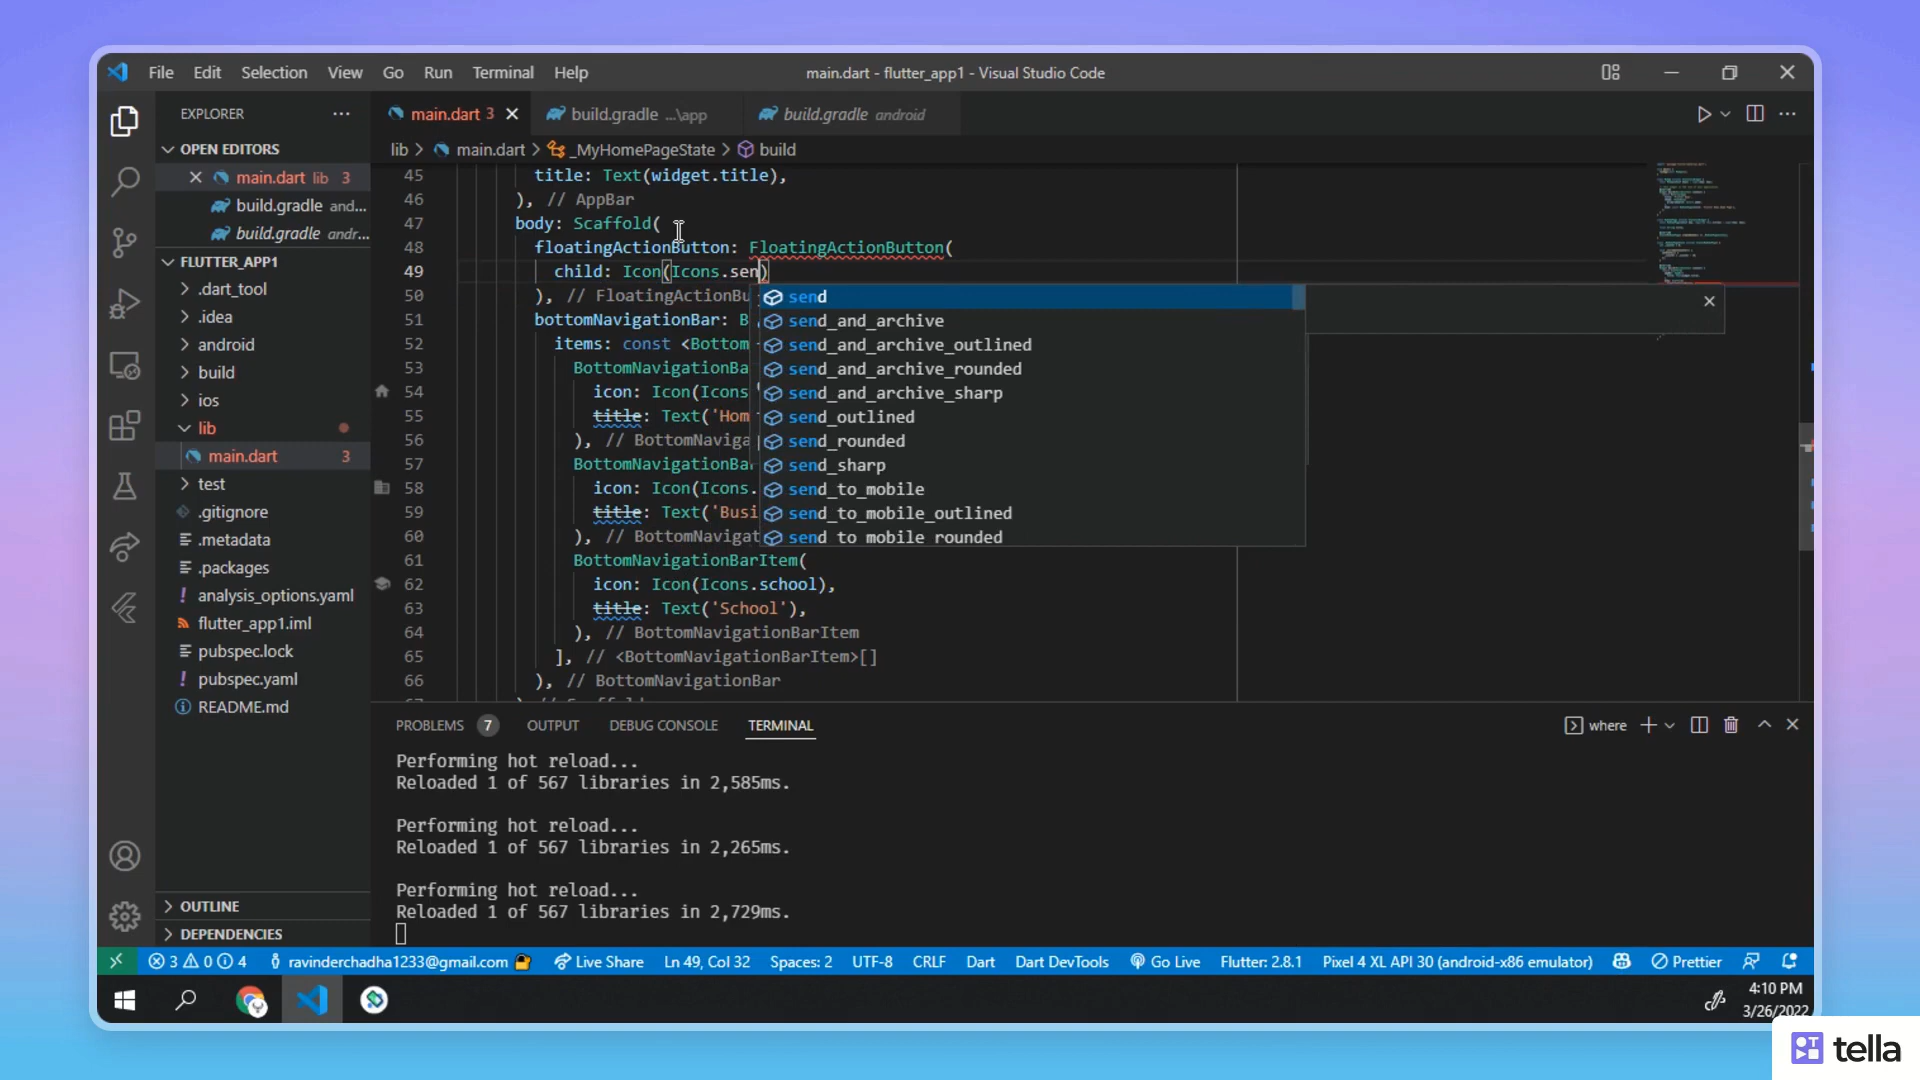 File Edit Selection View Go Run Terminal Help main.dart - flutter_app1 - Visual Studio Code
EXPLORER
main.dart 3 build.gradle ...\app build.gradle android
OPEN EDITORS
lib > main.dart > _MyHomePageState > build
main.dart lib 3
build.gradle and...
build.gradle andr...
FLUTTER_APP1
.dart_tool
.idea
android
build
ios
lib
main.dart 3
test
.gitignore
.metadata
.packages
analysis_options.yaml
flutter_app1.iml
pubspec.lock
pubspec.yaml
README.md
OUTLINE
DEPENDENCIES
45 title: Text(widget.title),
46 ), // AppBar
47 body: Scaffold(
48 floatingActionButton: FloatingActionButton(
49 child: Icon(Icons.sen)
50 ), // FloatingActionBu
51 bottomNavigationBar: B
52 items: const <Bottom
53 BottomNavigationBa
54 icon: Icon(Icons
55 title: Text('Hom
56 ), // BottomNaviga
57 BottomNavigationBa
58 icon: Icon(Icons.
59 title: Text('Busi
60 ), // BottomNavigat
61 BottomNavigationBarItem(
62 icon: Icon(Icons.school),
63 title: Text('School'),
64 ), // BottomNavigationBarItem
65 ], // <BottomNavigationBarItem>[]
66 ), // BottomNavigationBar
send
send_and_archive
send_and_archive_outlined
send_and_archive_rounded
send_and_archive_sharp
send_outlined
send_rounded
send_sharp
send_to_mobile
send_to_mobile_outlined
send_to_mobile_rounded
PROBLEMS 7 OUTPUT DEBUG CONSOLE TERMINAL where
Performing hot reload...
Reloaded 1 of 567 libraries in 2,585ms.
Performing hot reload...
Reloaded 1 of 567 libraries in 2,265ms.
Performing hot reload...
Reloaded 1 of 567 libraries in 2,729ms.
3 0 4 ravinderchadha1233@gmail.com Live Share Ln 49, Col 32 Spaces: 2 UTF-8 CRLF Dart Dart DevTools Go Live Flutter: 2.8.1 Pixel 4 XL API 30 (android-x86 emulator) Prettier
4:10 PM
3/26/2022
tella